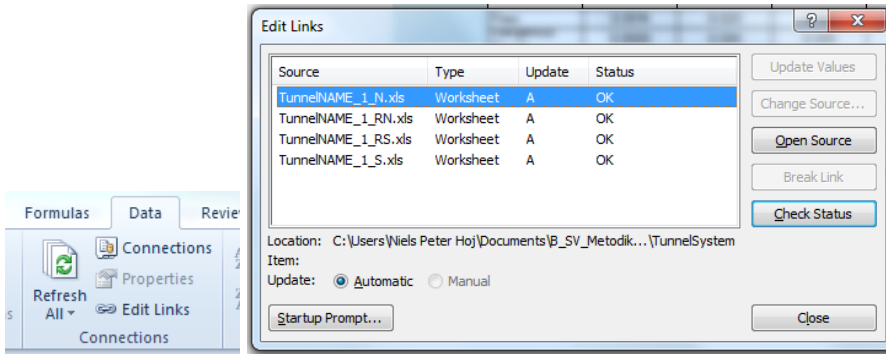 Formulas Data Revie
Connections
Properties
Refresh
All
Edit Links
s
Connections
Edit Links
Source Type Update Status
TunnelNAME_1_N.xls Worksheet A OK
TunnelNAME_1_RN.xls Worksheet A OK
TunnelNAME_1_RS.xls Worksheet A OK
TunnelNAME_1_S.xls Worksheet A OK
Update Values
Change Source...
Open Source
Break Link
Check Status
Location: C:\Users\Niels Peter Hoj\Documents\B_SV_Metodik...\TunnelSystem
Item:
Update: Automatic Manual
Startup Prompt...
Close